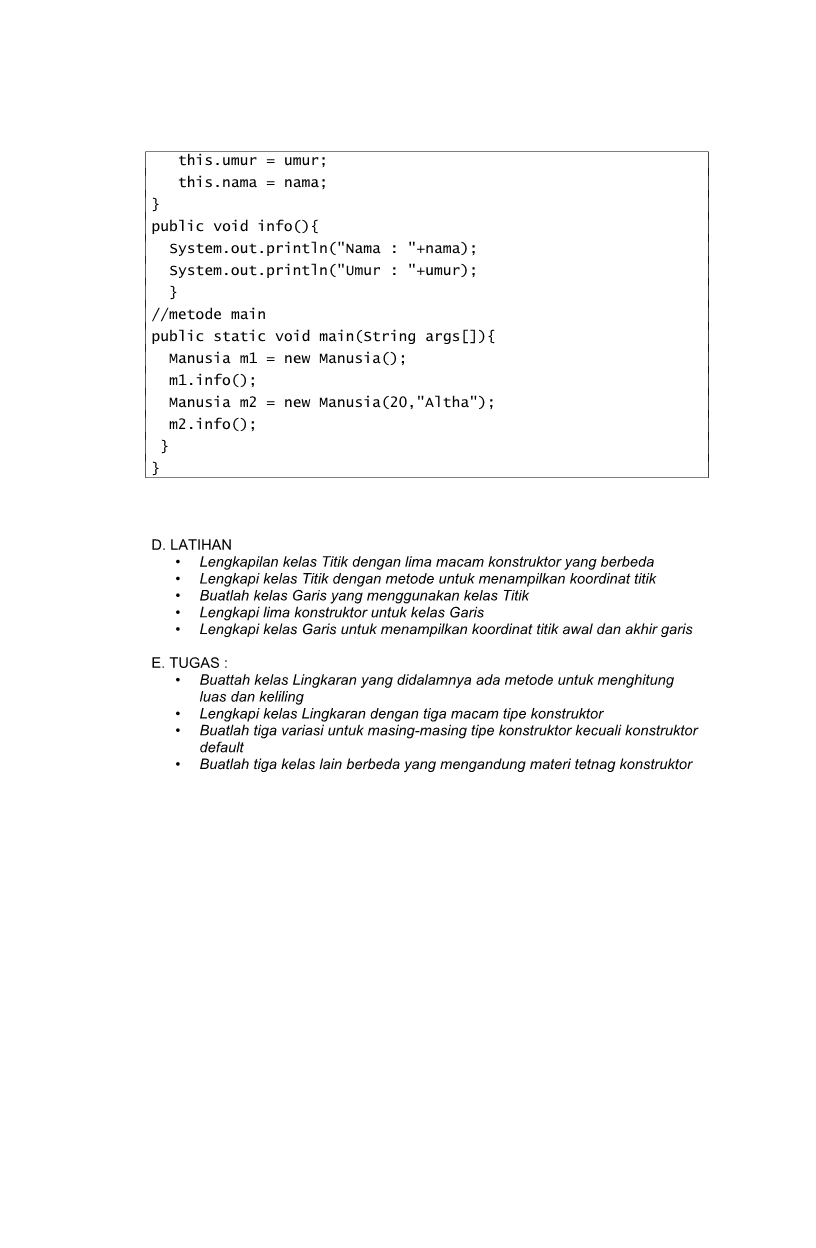 this.umur = umur;
this.nama = nama;
}
public void info(){
System.out.println("Nama : "+nama);
System.out.println("Umur : "+umur);
}
//metode main
public static void main(String args[]){
Manusia m1 = new Manusia();
m1.info();
Manusia m2 = new Manusia(20,"Altha");
m2.info();
}
}
D. LATIHAN
• Lengkapilan kelas Titik dengan lima macam konstruktor yang berbeda
• Lengkapi kelas Titik dengan metode untuk menampilkan koordinat titik
• Buatlah kelas Garis yang menggunakan kelas Titik
• Lengkapi lima konstruktor untuk kelas Garis
• Lengkapi kelas Garis untuk menampilkan koordinat titik awal dan akhir garis
E. TUGAS :
• Buattah kelas Lingkaran yang didalamnya ada metode untuk menghitung
luas dan keliling
• Lengkapi kelas Lingkaran dengan tiga macam tipe konstruktor
• Buatlah tiga variasi untuk masing-masing tipe konstruktor kecuali konstruktor
default
• Buatlah tiga kelas lain berbeda yang mengandung materi tetnag konstruktor